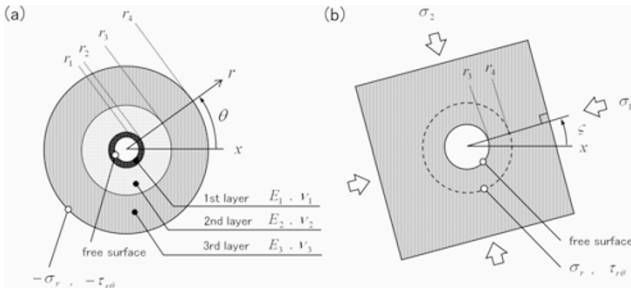 (a)
r₄
r₃
r₂
r₁
r
θ
x
1st layer E₁ , ν₁
2nd layer E₂ , ν₂
3rd layer E₃ , ν₃
free surface
−σᵣ , −τᵣθ
(b)
σ₂
r₃
r₄
σ₁
ς
x
free surface
σᵣ , τᵣθ